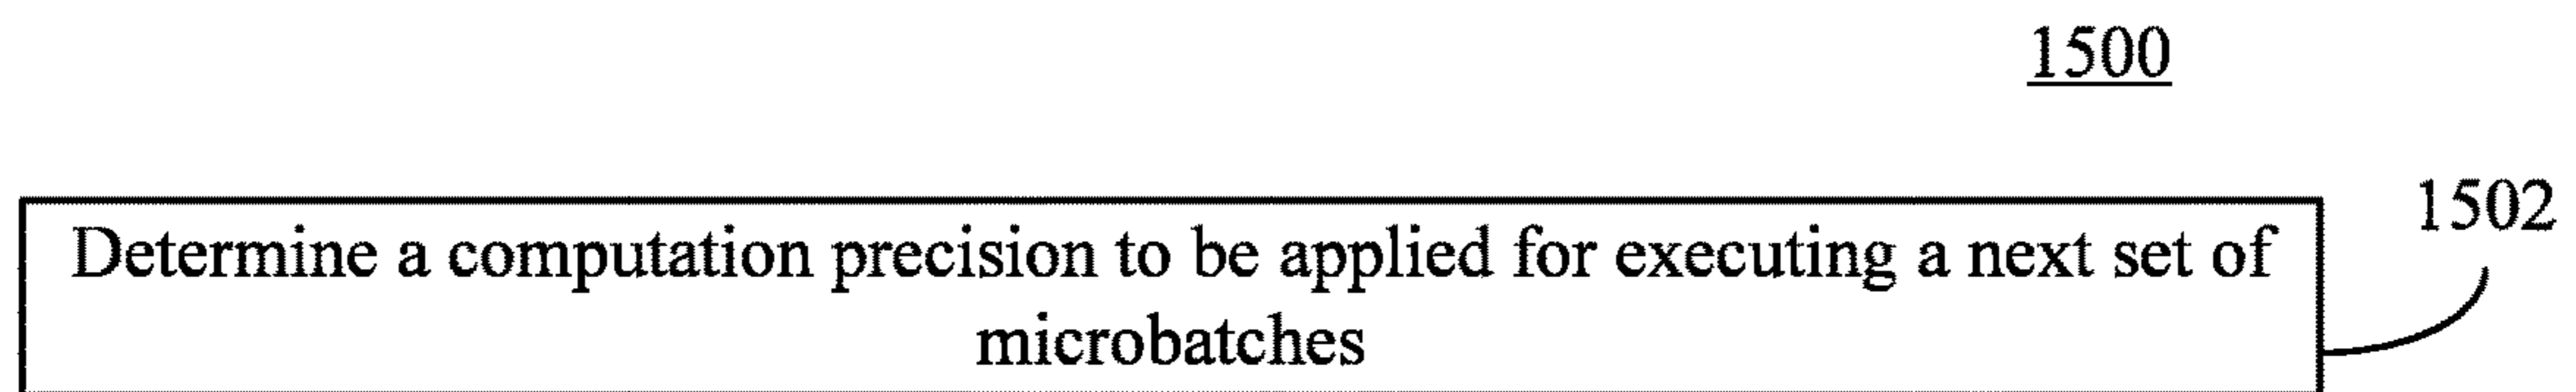 1500
1502
Determine a computation precision to be applied for executing a next set of
microbatches